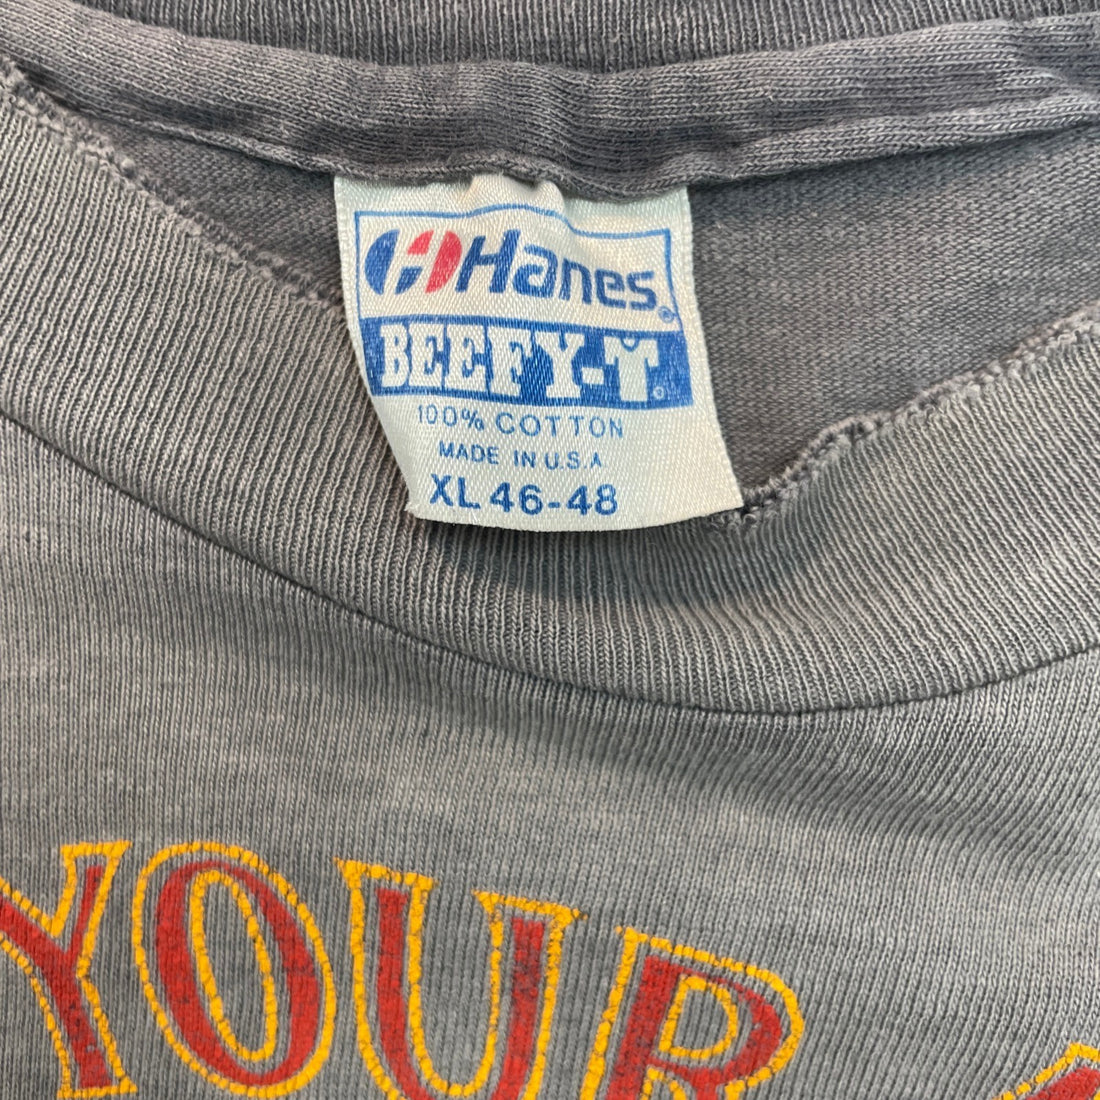 Hanes®
BEEFY-T®
100% COTTON
MADE IN U.S.A.
XL 46-48
YOUR